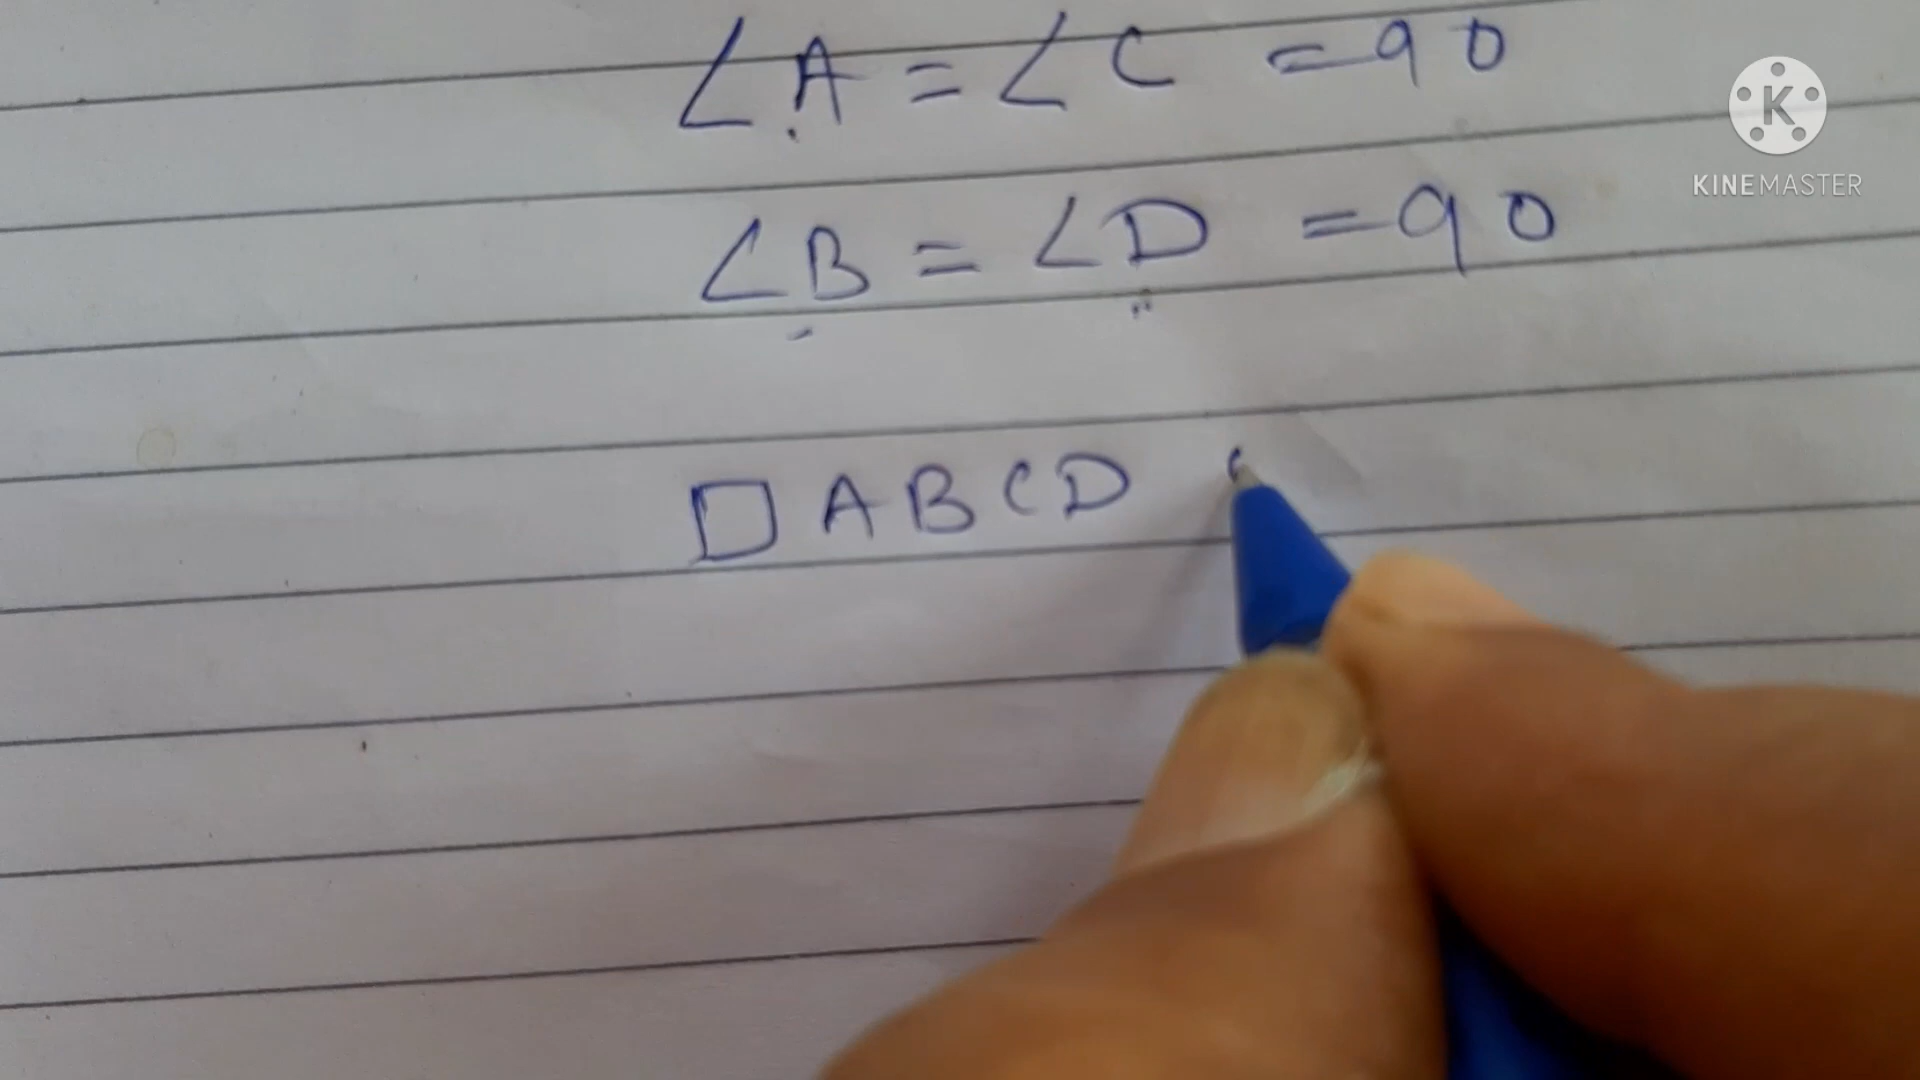 ∠A = ∠C = 90
∠B = ∠D = 90
□ABCD
K
KINEMASTER